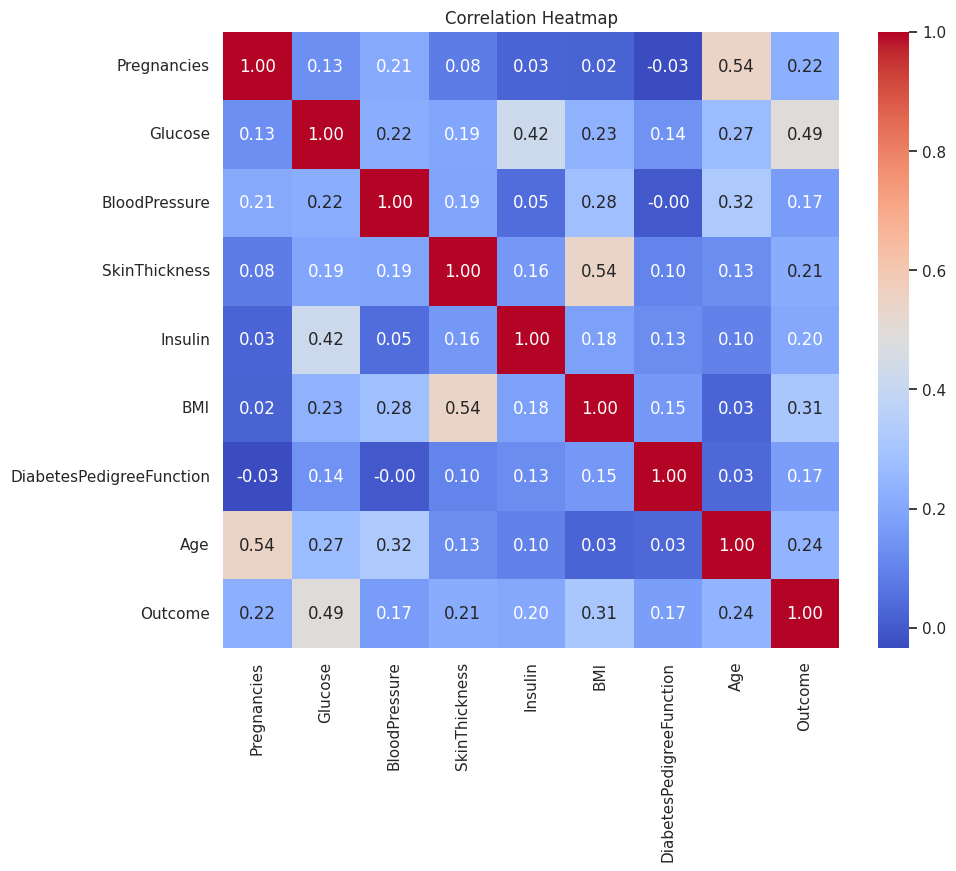 Correlation Heatmap
Pregnancies 1.00 0.13 0.21 0.08 0.03 0.02 -0.03 0.54 0.22
Glucose 0.13 1.00 0.22 0.19 0.42 0.23 0.14 0.27 0.49
BloodPressure 0.21 0.22 1.00 0.19 0.05 0.28 -0.00 0.32 0.17
SkinThickness 0.08 0.19 0.19 1.00 0.16 0.54 0.10 0.13 0.21
Insulin 0.03 0.42 0.05 0.16 1.00 0.18 0.13 0.10 0.20
BMI 0.02 0.23 0.28 0.54 0.18 1.00 0.15 0.03 0.31
DiabetesPedigreeFunction -0.03 0.14 -0.00 0.10 0.13 0.15 1.00 0.03 0.17
Age 0.54 0.27 0.32 0.13 0.10 0.03 0.03 1.00 0.24
Outcome 0.22 0.49 0.17 0.21 0.20 0.31 0.17 0.24 1.00
Pregnancies
Glucose
BloodPressure
SkinThickness
Insulin
BMI
DiabetesPedigreeFunction
Age
Outcome
1.0
0.8
0.6
0.4
0.2
0.0